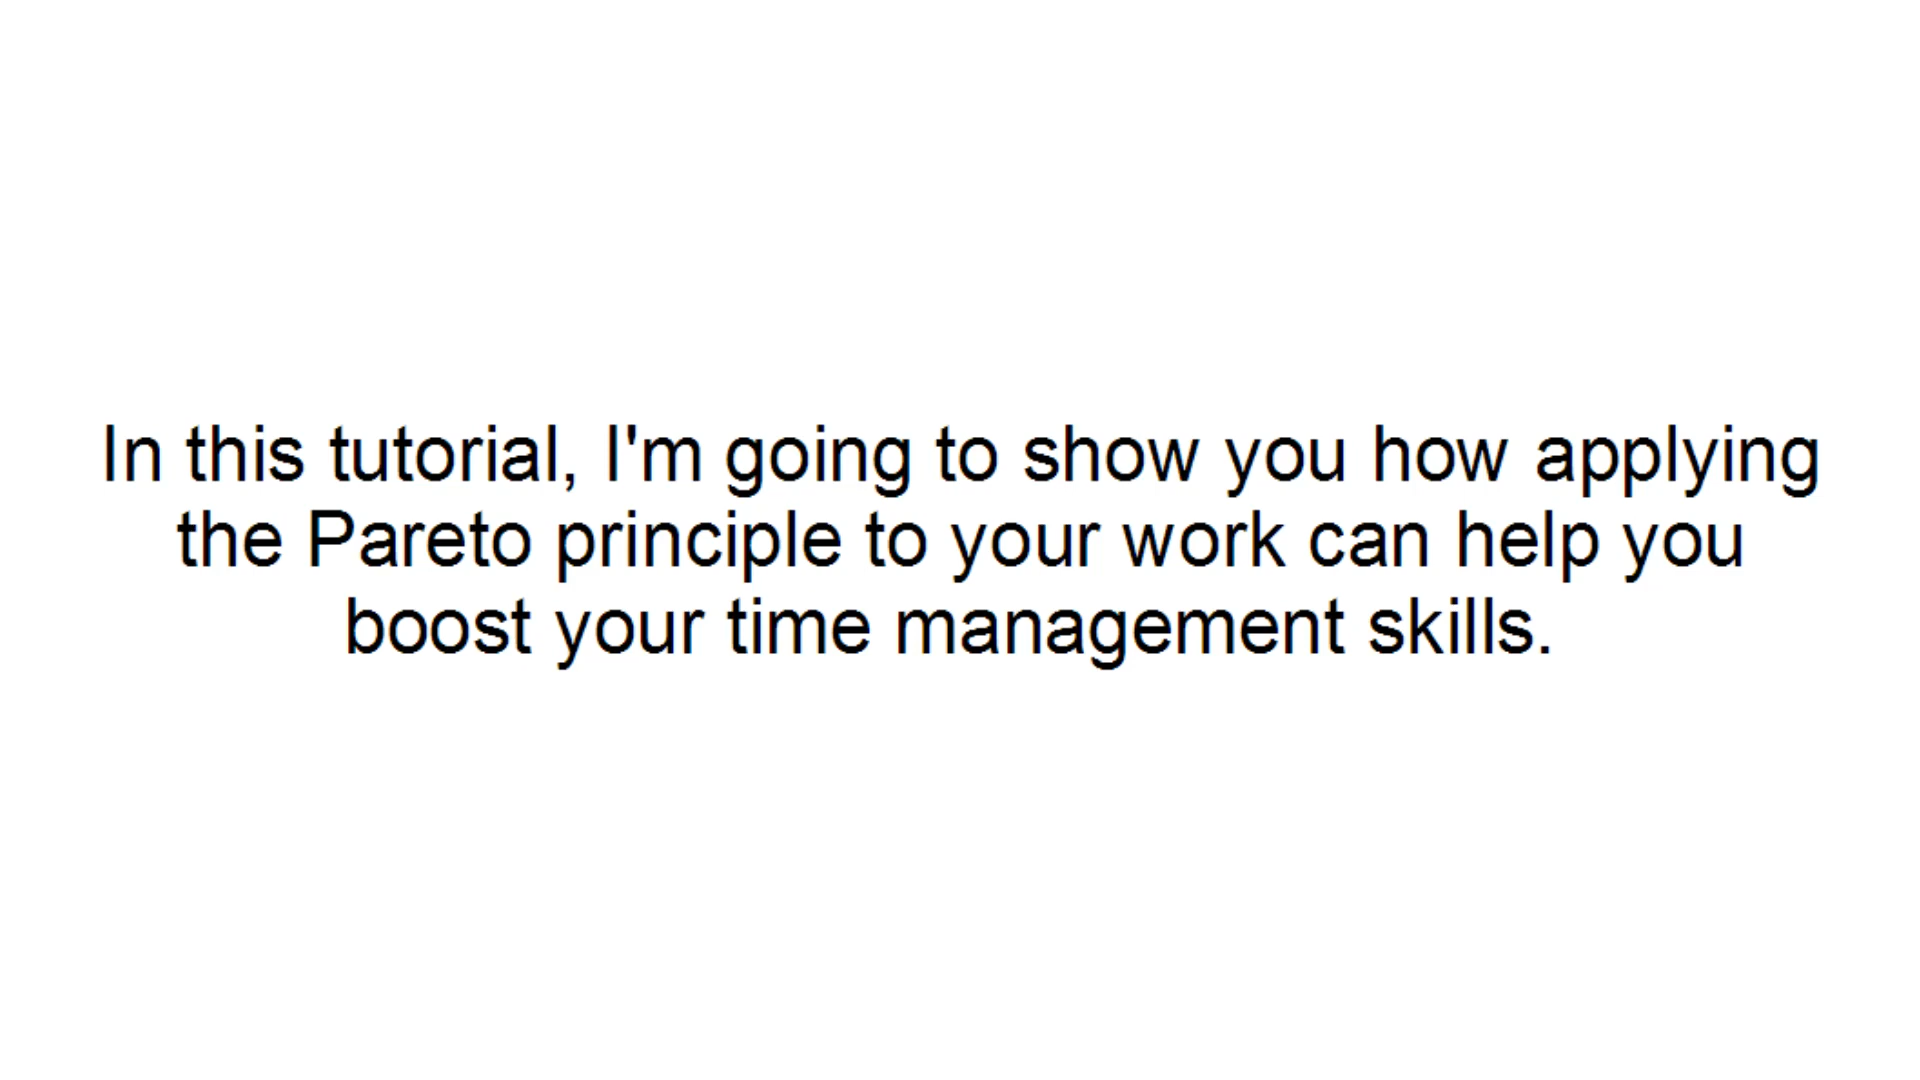 In this tutorial, I'm going to show you how applying
the Pareto principle to your work can help you
boost your time management skills.